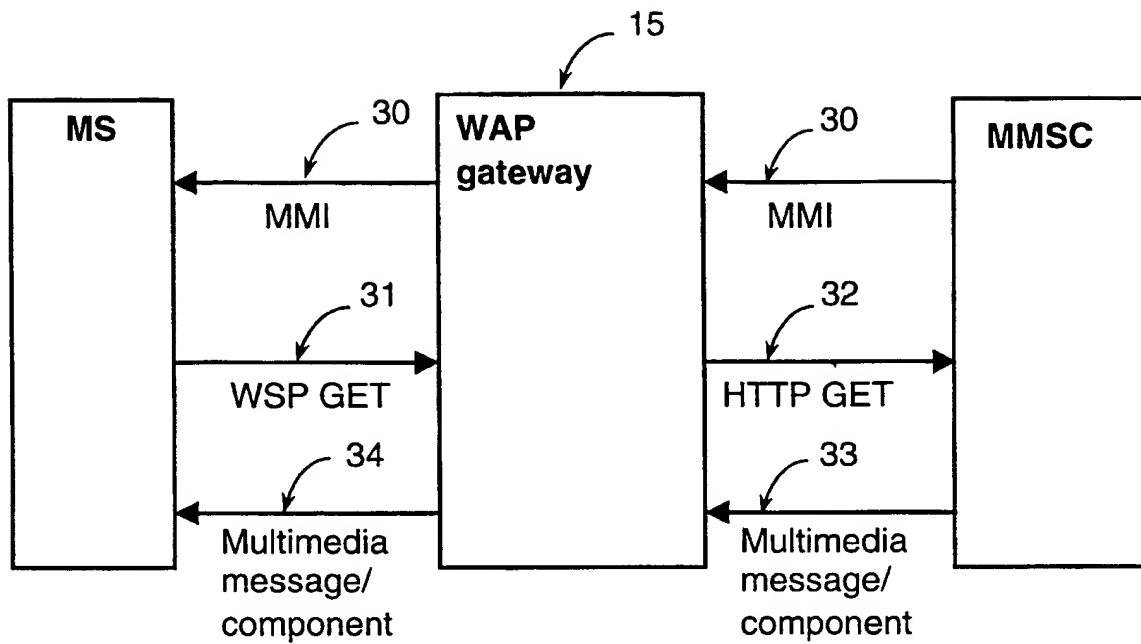 15
MS
30
WAP
gateway
30
MMSC
MMI
MMI
31
32
WSP GET
HTTP GET
34
33
Multimedia
message/
component
Multimedia
message/
component